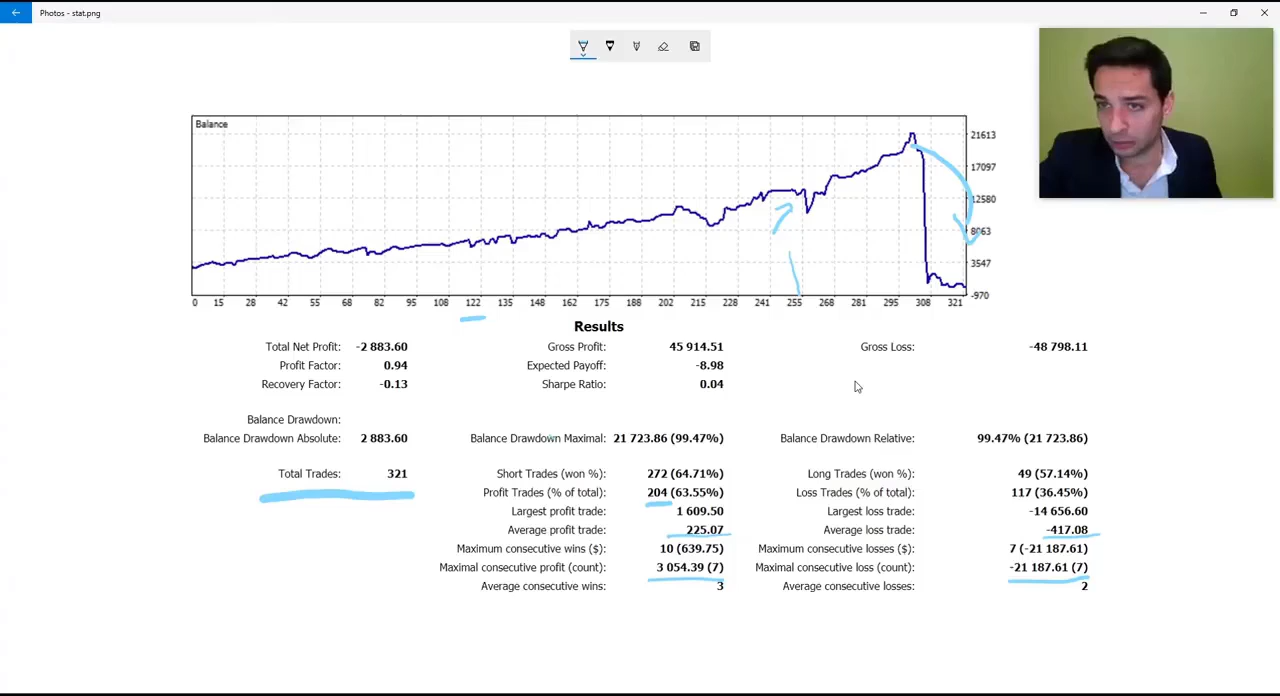 Photos - stat.png
Balance
21613
17097
12580
8063
3547
-970
0 15 28 42 55 68 82 95 108 122 135 148 162 175 188 202 215 228 241 255 268 281 295 308 321
Results
Total Net Profit: -2 883.60 Gross Profit: 45 914.51 Gross Loss: -48 798.11
Profit Factor: 0.94 Expected Payoff: -8.98
Recovery Factor: -0.13 Sharpe Ratio: 0.04
Balance Drawdown:
Balance Drawdown Absolute: 2 883.60 Balance Drawdown Maximal: 21 723.86 (99.47%) Balance Drawdown Relative: 99.47% (21 723.86)
Total Trades: 321 Short Trades (won %): 272 (64.71%) Long Trades (won %): 49 (57.14%)
Profit Trades (% of total): 204 (63.55%) Loss Trades (% of total): 117 (36.45%)
Largest profit trade: 1 609.50 Largest loss trade: -14 656.60
Average profit trade: 225.07 Average loss trade: -417.08
Maximum consecutive wins ($): 10 (639.75) Maximum consecutive losses ($): 7 (-21 187.61)
Maximal consecutive profit (count): 3 054.39 (7) Maximal consecutive loss (count): -21 187.61 (7)
Average consecutive wins: 3 Average consecutive losses: 2